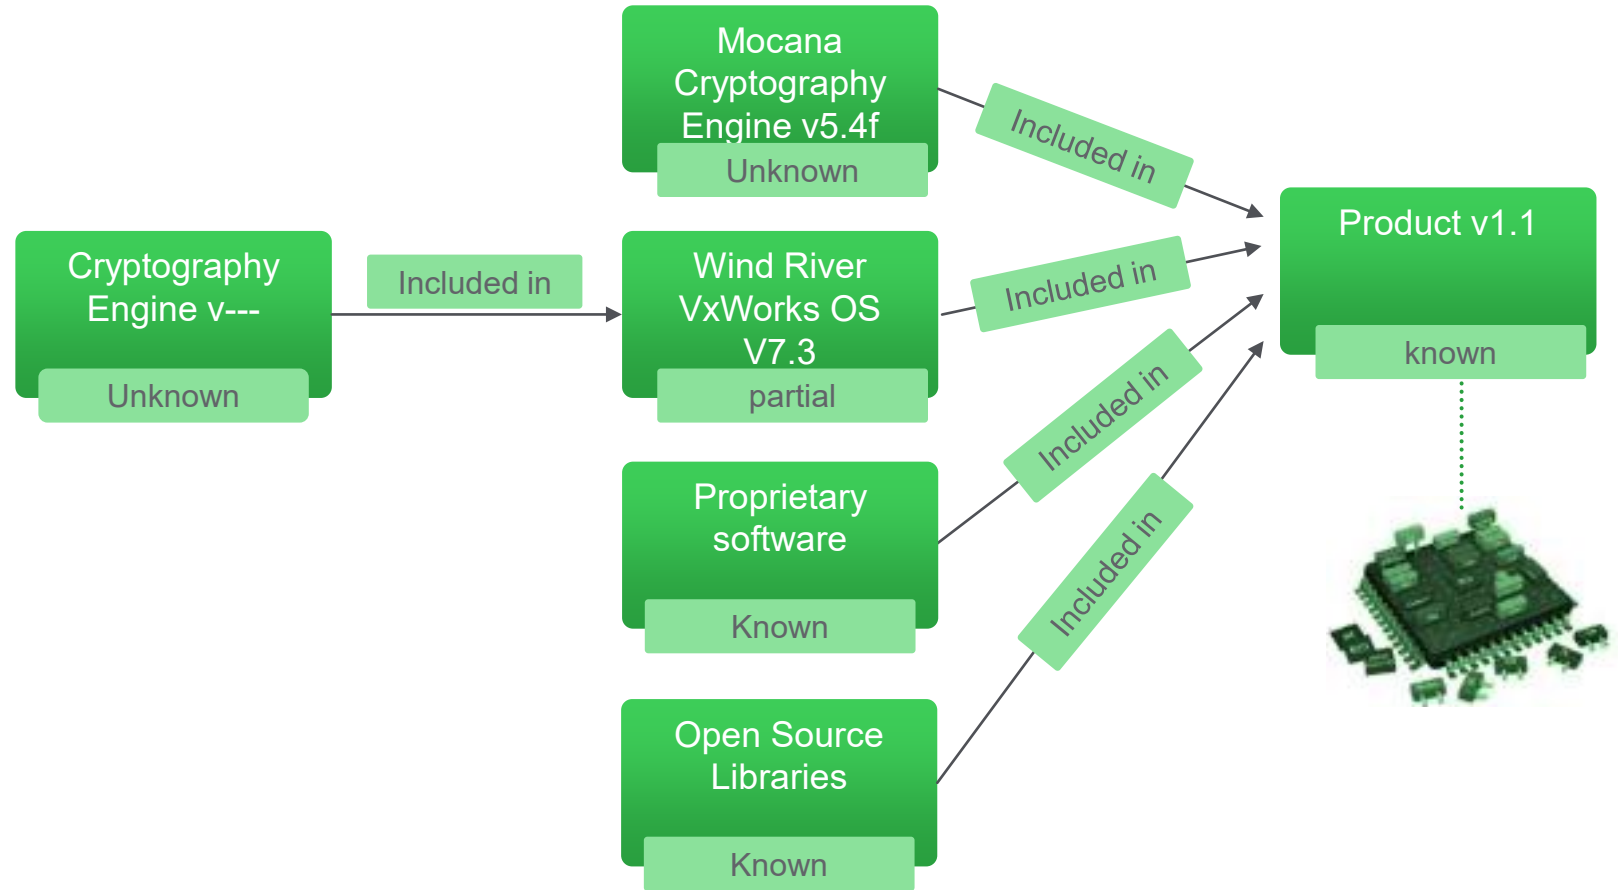 Mocana
Cryptography
Engine v5.4f
Unknown
Included in
Product v1.1
known
Cryptography
Engine v---
Unknown
Included in
Wind River
VxWorks OS
V7.3
partial
Included in
Proprietary
software
Known
Included in
Open Source
Libraries
Known
Included in